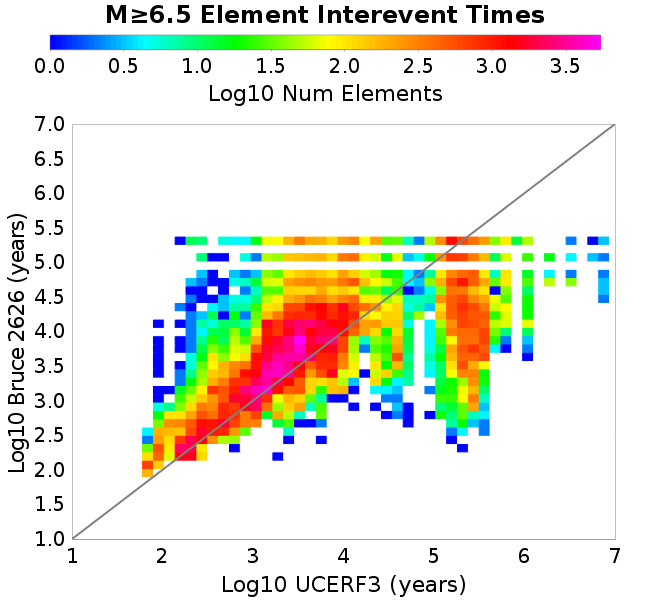 M≥6.5 Element Interevent Times
0.0 0.5 1.0 1.5 2.0 2.5 3.0 3.5
Log10 Num Elements
Log10 Bruce 2626 (years)
7.0
6.5
6.0
5.5
5.0
4.5
4.0
3.5
3.0
2.5
2.0
1.5
1.0
1 2 3 4 5 6 7
Log10 UCERF3 (years)